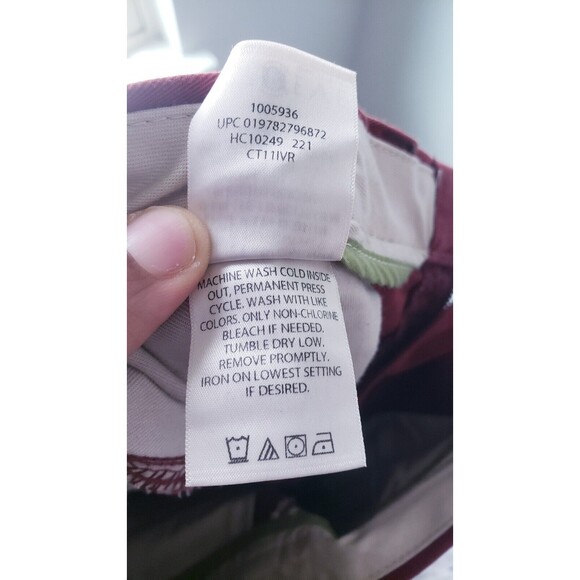 1005936
UPC 019782796872
HC10249 221
CT11IVR
MACHINE WASH COLD INSIDE
OUT, PERMANENT PRESS
CYCLE. WASH WITH LIKE
COLORS. ONLY NON-CHLORINE
BLEACH IF NEEDED.
TUMBLE DRY LOW.
REMOVE PROMPTLY.
IRON ON LOWEST SETTING
IF DESIRED.